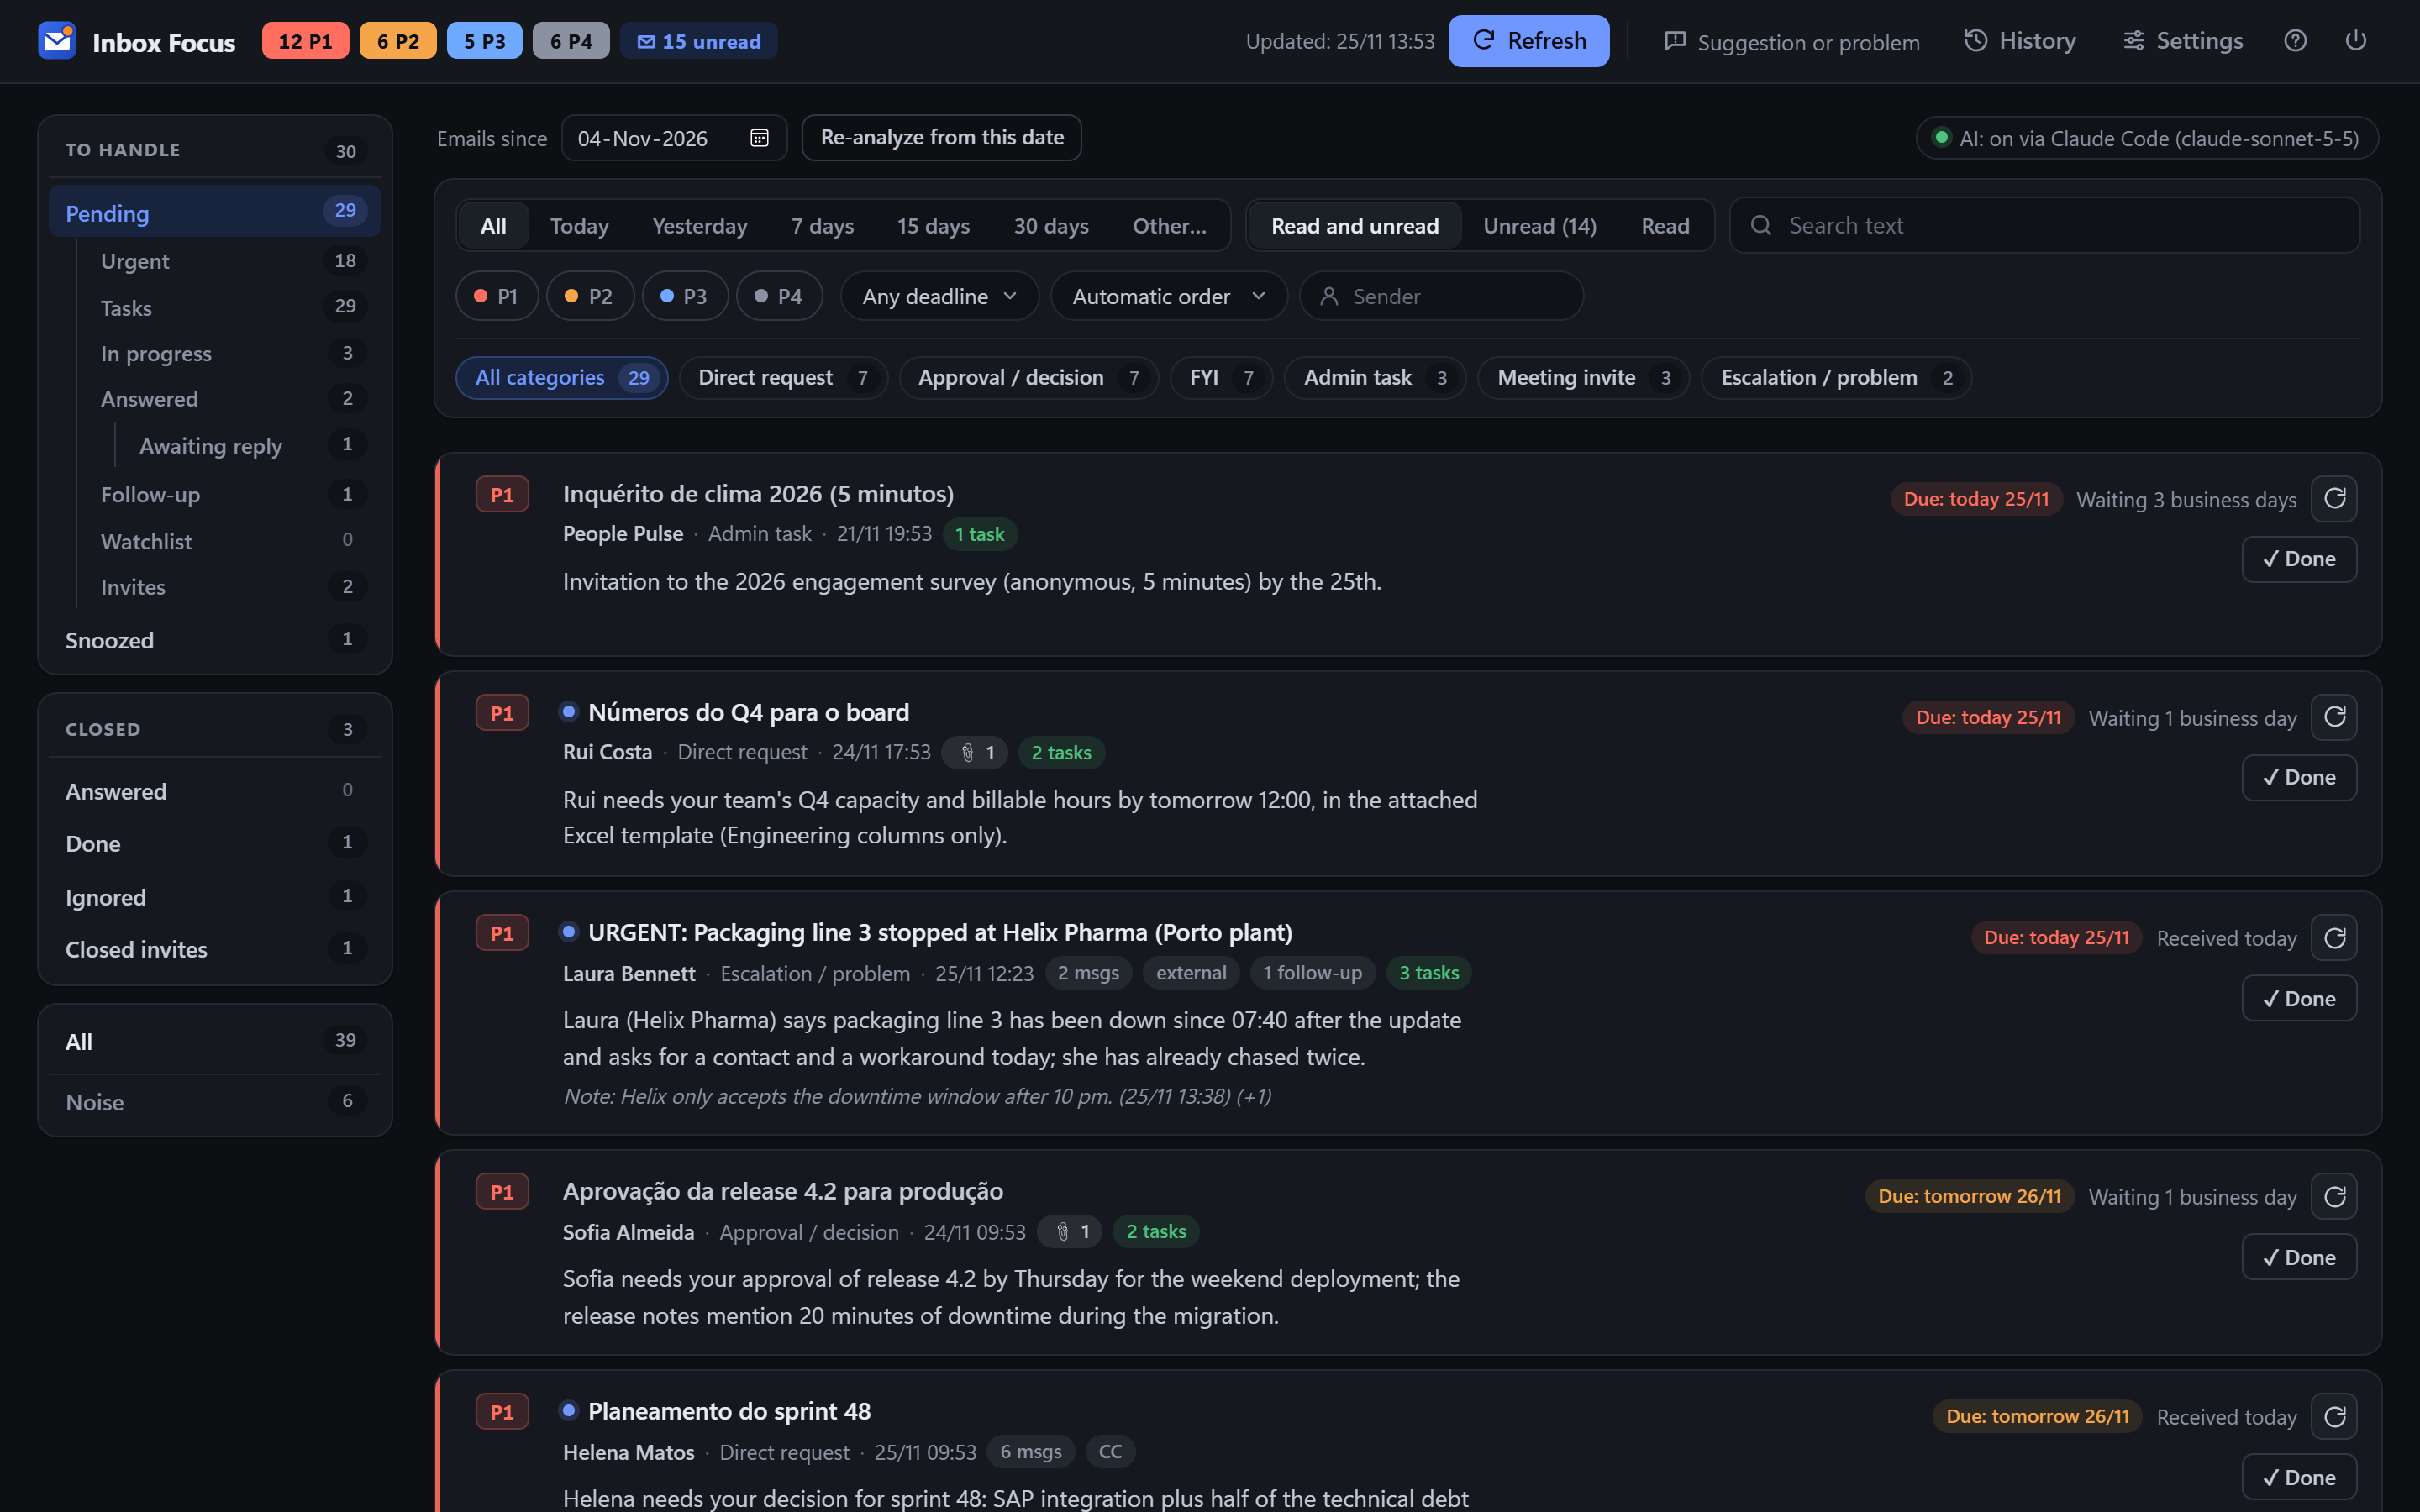 Inbox Focus 12 P1 6 P2 5 P3 6 P4 15 unread Updated: 25/11 13:53 Refresh Suggestion or problem History Settings
TO HANDLE 30
Pending 29
Urgent 18
Tasks 29
In progress 3
Answered 2
Awaiting reply 1
Follow-up 1
Watchlist 0
Invites 2
Snoozed 1
CLOSED 3
Answered 0
Done 1
Ignored 1
Closed invites 1
All 39
Noise 6
Emails since 04-Nov-2026 Re-analyze from this date AI: on via Claude Code (claude-sonnet-5-5)
All Today Yesterday 7 days 15 days 30 days Other... Read and unread Unread (14) Read Search text
P1 P2 P3 P4 Any deadline Automatic order Sender
All categories 29 Direct request 7 Approval / decision 7 FYI 7 Admin task 3 Meeting invite 3 Escalation / problem 2
P1 Inquérito de clima 2026 (5 minutos) Due: today 25/11 Waiting 3 business days
People Pulse · Admin task · 21/11 19:53 1 task
✓ Done
Invitation to the 2026 engagement survey (anonymous, 5 minutes) by the 25th.
P1 Números do Q4 para o board Due: today 25/11 Waiting 1 business day
Rui Costa · Direct request · 24/11 17:53 1 2 tasks
✓ Done
Rui needs your team's Q4 capacity and billable hours by tomorrow 12:00, in the attached
Excel template (Engineering columns only).
P1 URGENT: Packaging line 3 stopped at Helix Pharma (Porto plant) Due: today 25/11 Received today
Laura Bennett · Escalation / problem · 25/11 12:23 2 msgs external 1 follow-up 3 tasks
✓ Done
Laura (Helix Pharma) says packaging line 3 has been down since 07:40 after the update
and asks for a contact and a workaround today; she has already chased twice.
Note: Helix only accepts the downtime window after 10 pm. (25/11 13:38) (+1)
P1 Aprovação da release 4.2 para produção Due: tomorrow 26/11 Waiting 1 business day
Sofia Almeida · Approval / decision · 24/11 09:53 1 2 tasks
✓ Done
Sofia needs your approval of release 4.2 by Thursday for the weekend deployment; the
release notes mention 20 minutes of downtime during the migration.
P1 Planeamento do sprint 48 Due: tomorrow 26/11 Received today
Helena Matos · Direct request · 25/11 09:53 6 msgs CC
✓ Done
Helena needs your decision for sprint 48: SAP integration plus half of the technical debt